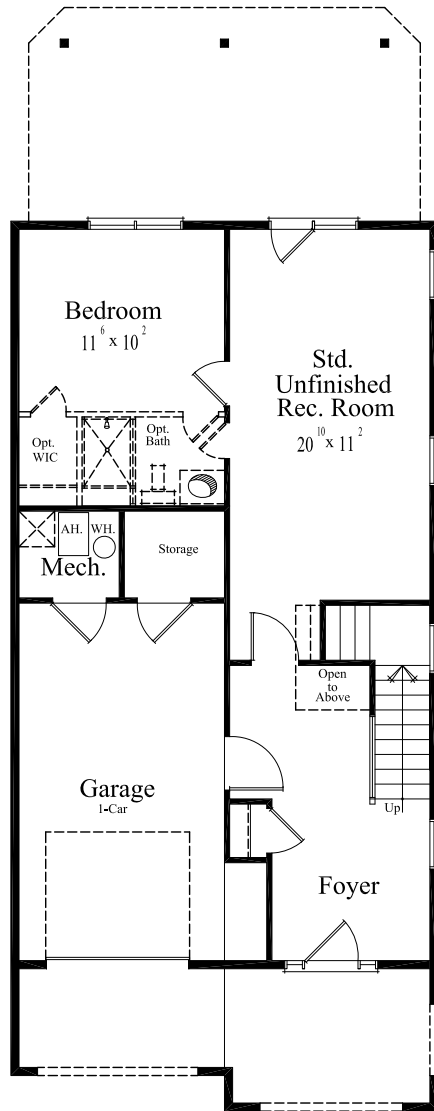 Bedroom
11 6 x 10 2
Std.
Unfinished
Rec. Room
20 10 x 11 2
Opt.
WIC
Opt.
Bath
AH.
WH.
Mech.
Storage
Open
to
Above
Garage
1-Car
Up
Foyer